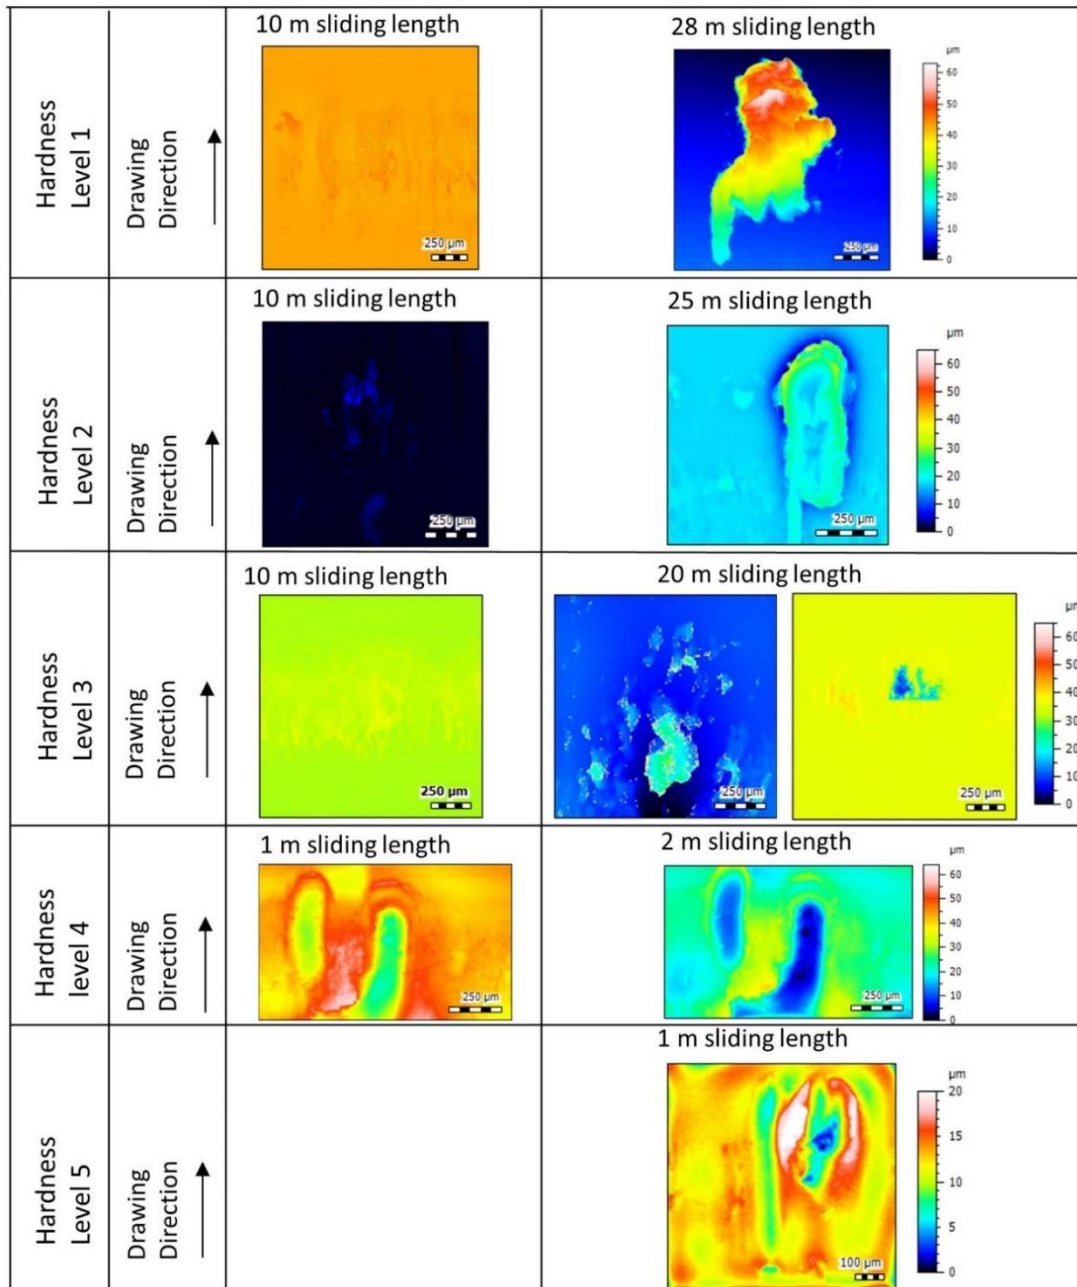 Hardness
Level 1
Drawing
Direction
10 m sliding length
250 µm
28 m sliding length
250 µm
µm
60
50
40
30
20
10
0
Hardness
Level 2
Drawing
Direction
10 m sliding length
250 µm
25 m sliding length
250 µm
µm
60
50
40
30
20
10
0
Hardness
Level 3
Drawing
Direction
10 m sliding length
250 µm
20 m sliding length
250 µm
250 µm
µm
60
50
40
30
20
10
0
Hardness
level 4
Drawing
Direction
1 m sliding length
250 µm
2 m sliding length
250 µm
µm
60
50
40
30
20
10
0
Hardness
Level 5
Drawing
Direction
1 m sliding length
100 µm
µm
20
15
10
5
0